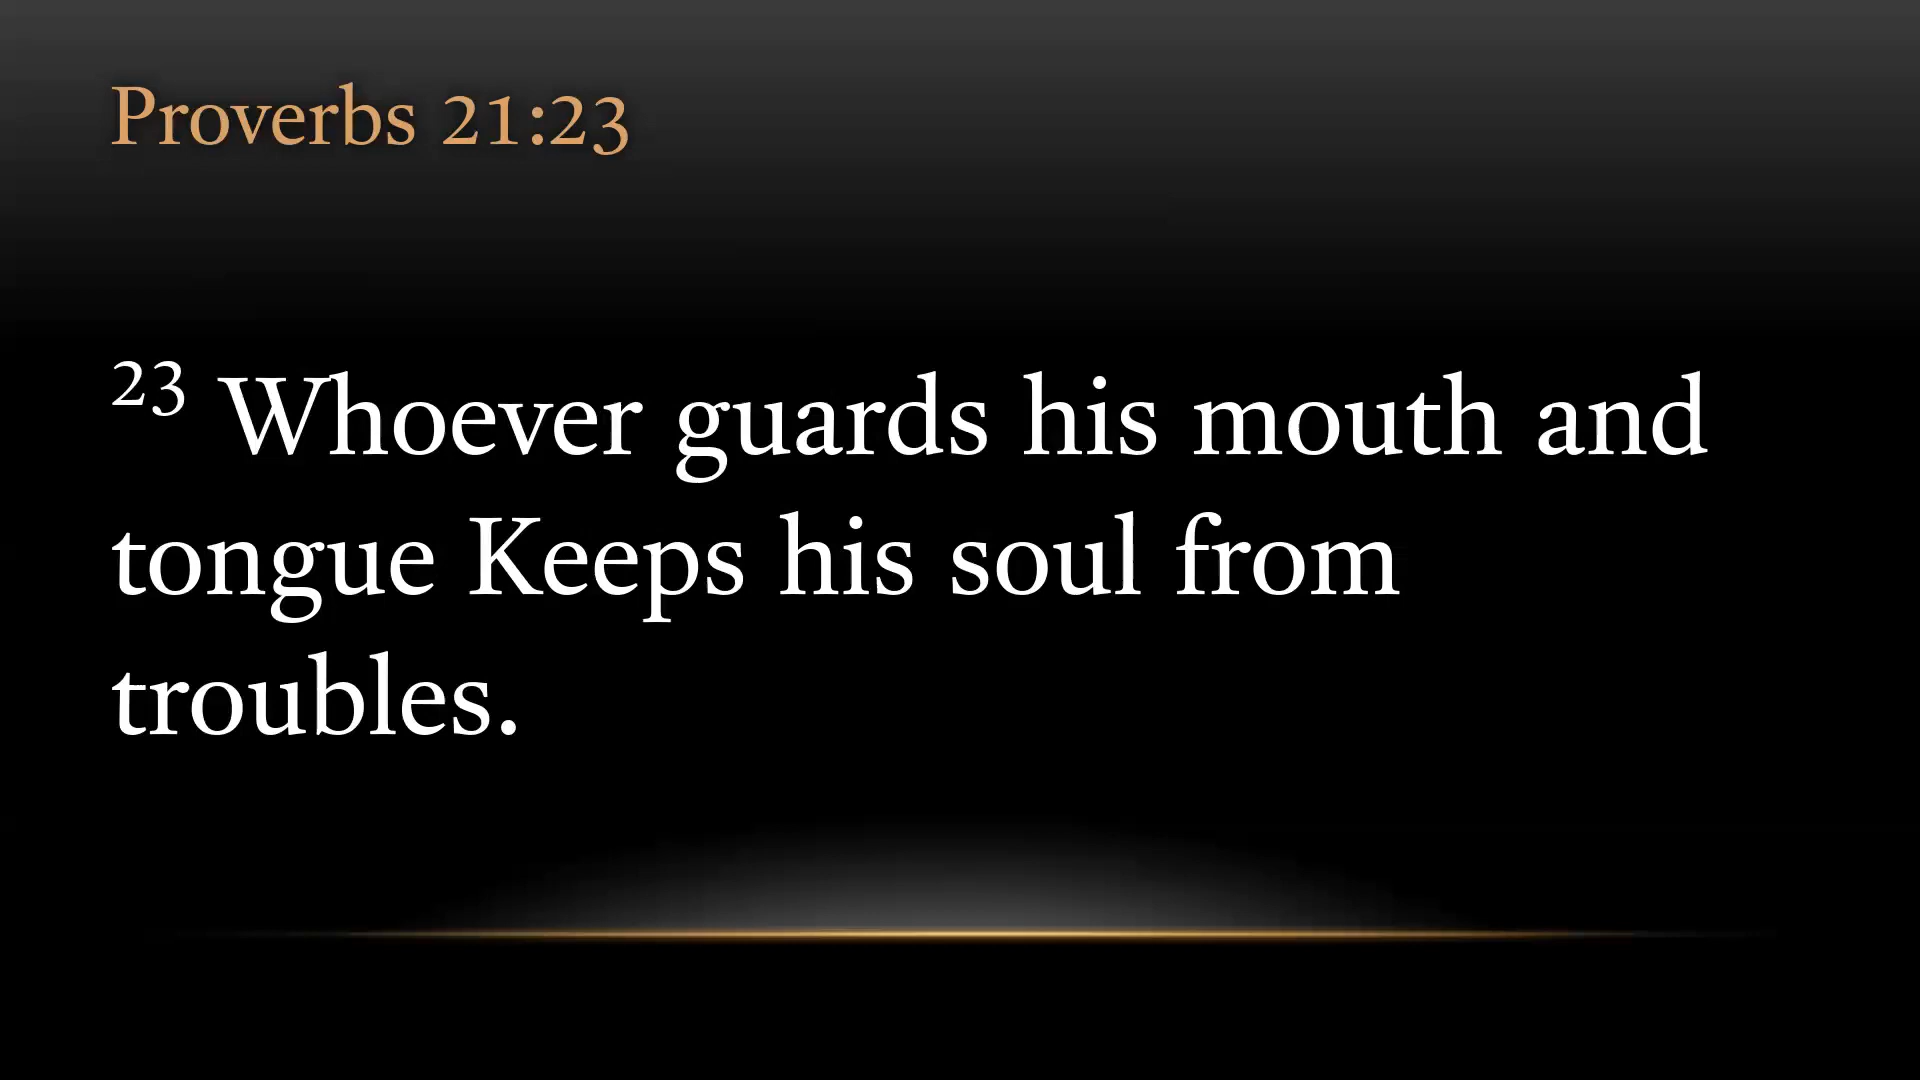 Proverbs 21:23
23 Whoever guards his mouth and
tongue Keeps his soul from
troubles.